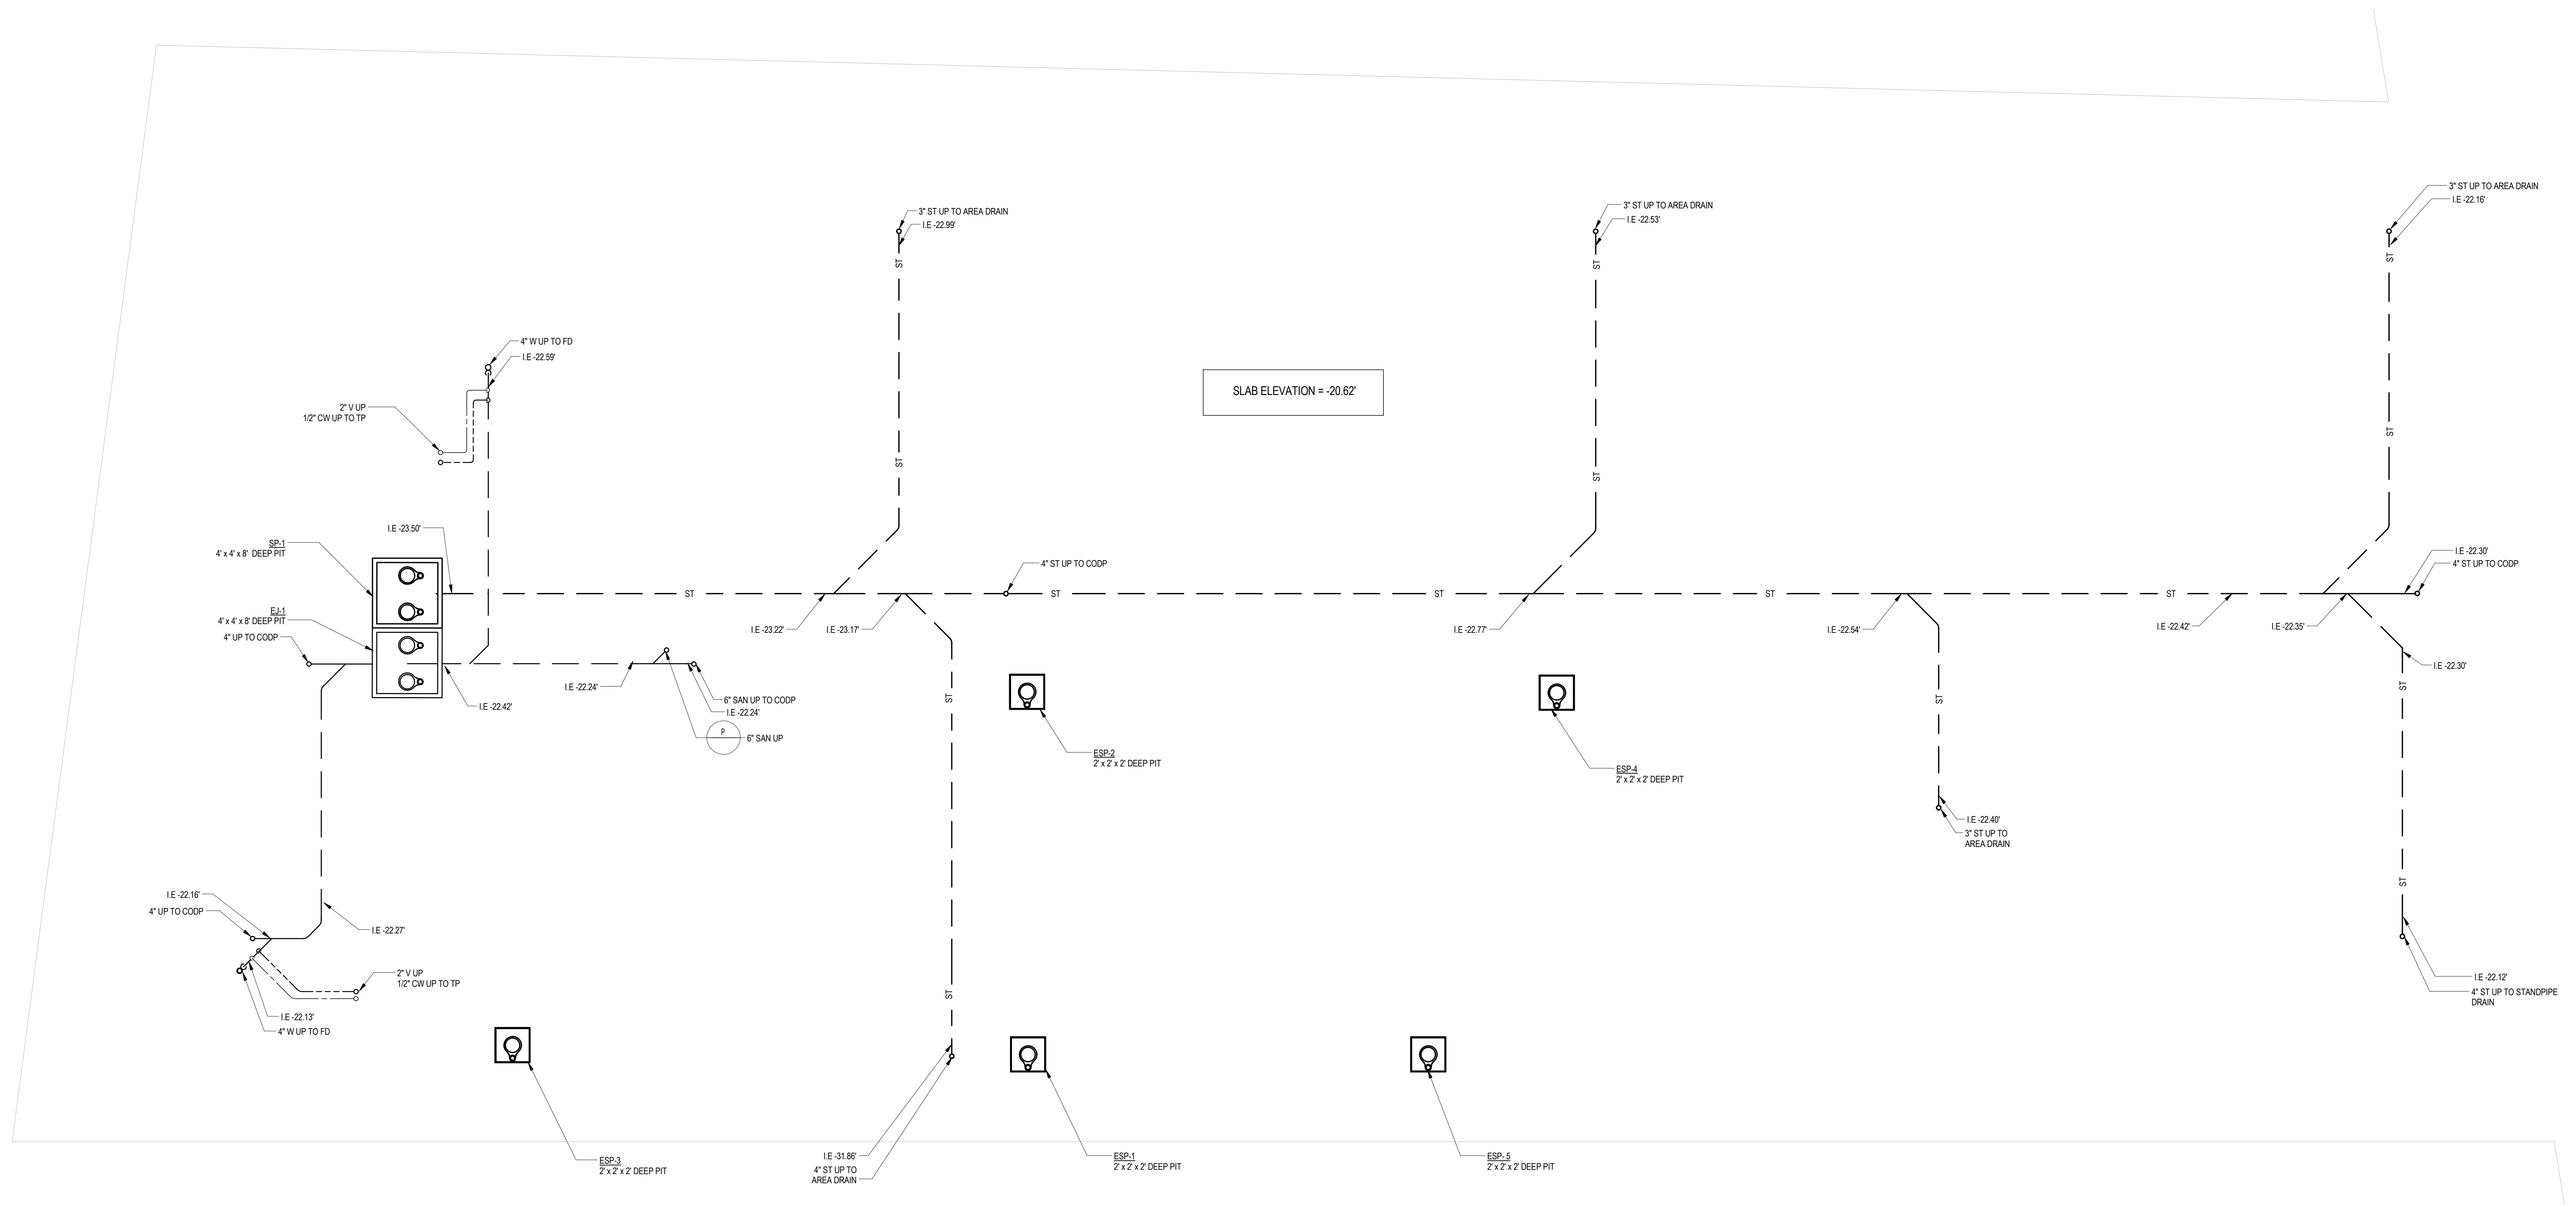 3" ST UP TO AREA DRAIN
I.E -22.16'
3" ST UP TO AREA DRAIN
I.E -22.53'
3" ST UP TO AREA DRAIN
I.E -22.99'
ST
ST
ST
4" W UP TO FD
I.E -22.59'
SLAB ELEVATION = -20.62'
2" V UP
1/2" CW UP TO TP
ST
ST
ST
I.E -23.50'
SP-1
4' x 4' x 8'  DEEP PIT
4" ST UP TO CODP
I.E -22.30'
4" ST UP TO CODP
ST
ST
ST
ST
ST
EJ-1
4' x 4' x 8' DEEP PIT
4" UP TO CODP
I.E -23.22'
I.E -23.17'
I.E -22.77'
I.E -22.54'
I.E -22.42'
I.E -22.35'
I.E -22.30'
I.E -22.24'
I.E -22.42'
6" SAN UP TO CODP
I.E -22.24'
P
6" SAN UP
ST
ST
ST
ESP-2
2' x 2' x 2' DEEP PIT
ESP-4
2' x 2' x 2' DEEP PIT
I.E -22.40'
3" ST UP TO
AREA DRAIN
ST
I.E -22.16'
4" UP TO CODP
I.E -22.27'
2" V UP
1/2" CW UP TO TP
I.E -22.13'
4" W UP TO FD
ST
I.E -22.12'
4" ST UP TO STANDPIPE
DRAIN
I.E -31.86'
4" ST UP TO
AREA DRAIN
ESP-3
2' x 2' x 2' DEEP PIT
ESP-1
2' x 2' x 2' DEEP PIT
ESP- 5
2' x 2' x 2' DEEP PIT